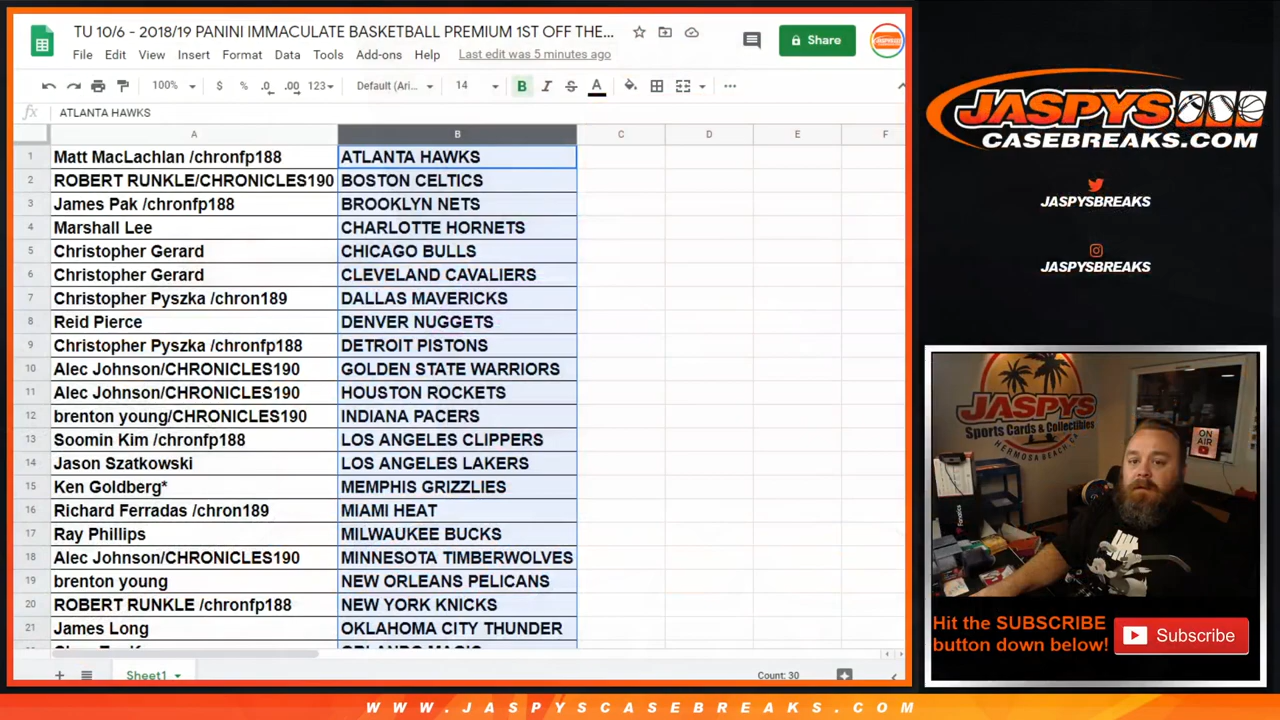 TU 10/6 - 2018/19 PANINI IMMACULATE BASKETBALL PREMIUM 1ST OFF THE...
File Edit View Insert Format Data Tools Add-ons Help Last edit was 5 minutes ago
Share
100% $ % .0 .00 123 Default (Ari... 14 B I S A
fx ATLANTA HAWKS
A B C D E F
1 Matt MacLachlan /chronfp188 ATLANTA HAWKS
2 ROBERT RUNKLE/CHRONICLES190 BOSTON CELTICS
3 James Pak /chronfp188 BROOKLYN NETS
4 Marshall Lee CHARLOTTE HORNETS
5 Christopher Gerard CHICAGO BULLS
6 Christopher Gerard CLEVELAND CAVALIERS
7 Christopher Pyszka /chron189 DALLAS MAVERICKS
8 Reid Pierce DENVER NUGGETS
9 Christopher Pyszka /chronfp188 DETROIT PISTONS
10 Alec Johnson/CHRONICLES190 GOLDEN STATE WARRIORS
11 Alec Johnson/CHRONICLES190 HOUSTON ROCKETS
12 brenton young/CHRONICLES190 INDIANA PACERS
13 Soomin Kim /chronfp188 LOS ANGELES CLIPPERS
14 Jason Szatkowski LOS ANGELES LAKERS
15 Ken Goldberg* MEMPHIS GRIZZLIES
16 Richard Ferradas /chron189 MIAMI HEAT
17 Ray Phillips MILWAUKEE BUCKS
18 Alec Johnson/CHRONICLES190 MINNESOTA TIMBERWOLVES
19 brenton young NEW ORLEANS PELICANS
20 ROBERT RUNKLE /chronfp188 NEW YORK KNICKS
21 James Long OKLAHOMA CITY THUNDER
ORLANDO MAGIC
Sheet1
Count: 30
JASPYS
CASEBREAKS.COM
JASPYSBREAKS
JASPYSBREAKS
JASPYS
Sports Cards & Collectibles
HERMOSA BEACH, CA
ON AIR
Fanatics
Hit the SUBSCRIBE
button down below!
Subscribe
WWW.JASPYSCASEBREAKS.COM